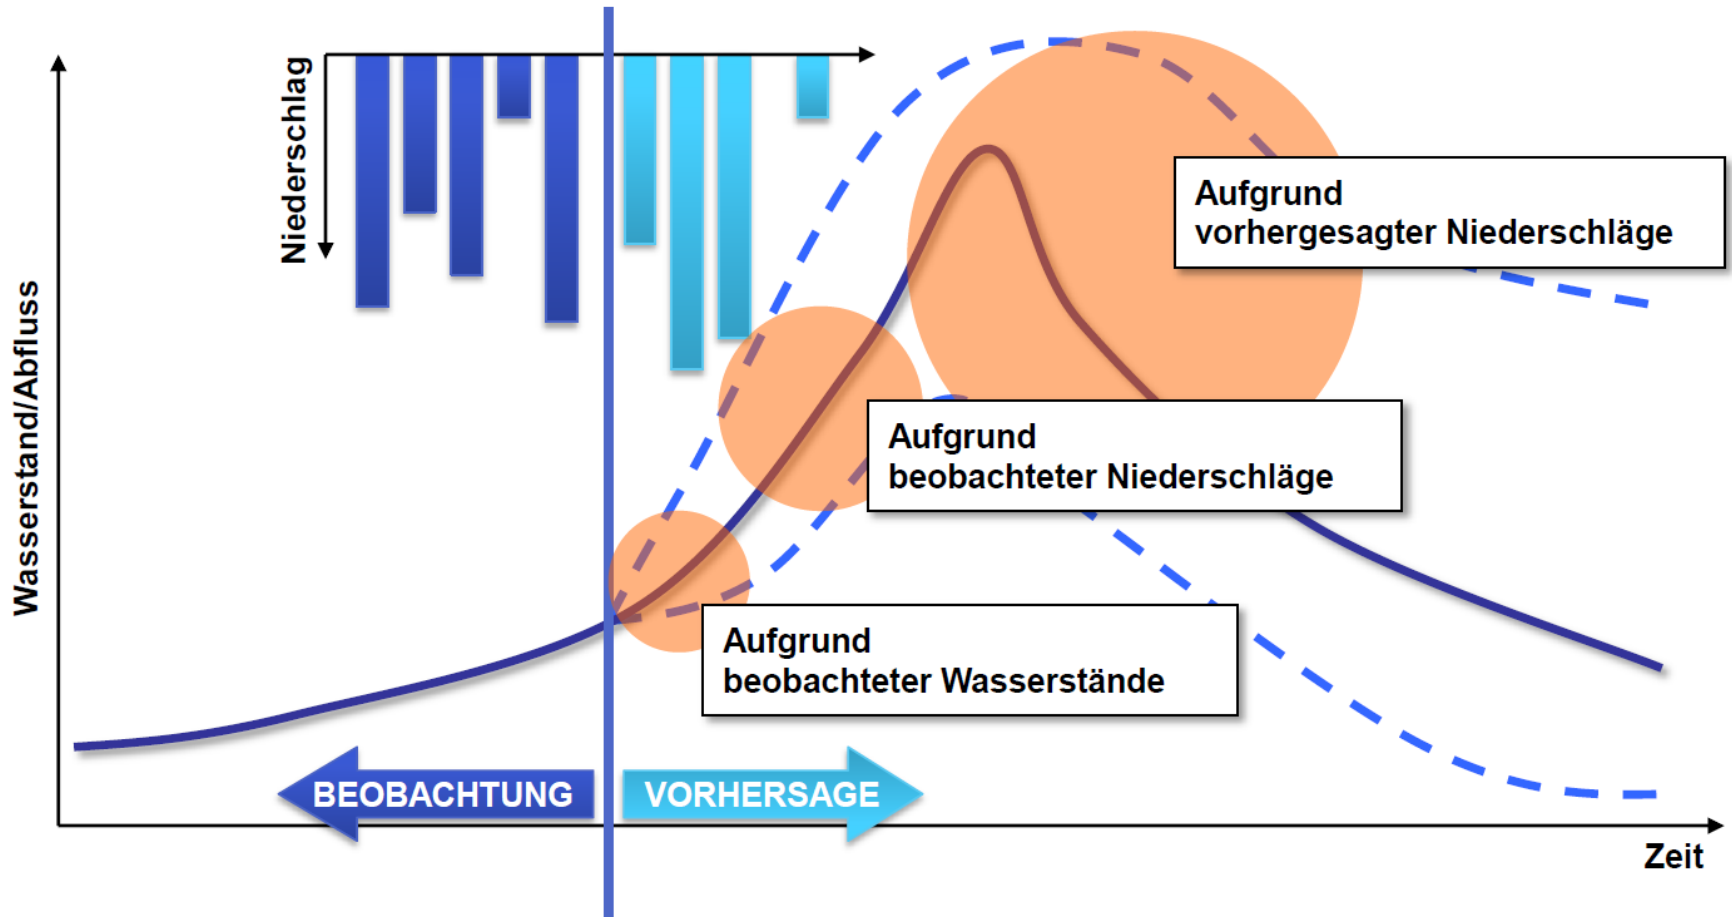 Niederschlag
Wasserstand/Abfluss
Aufgrund
vorhergesagter Niederschläge
Aufgrund
beobachteter Niederschläge
Aufgrund
beobachteter Wasserstände
BEOBACHTUNG
VORHERSAGE
Zeit